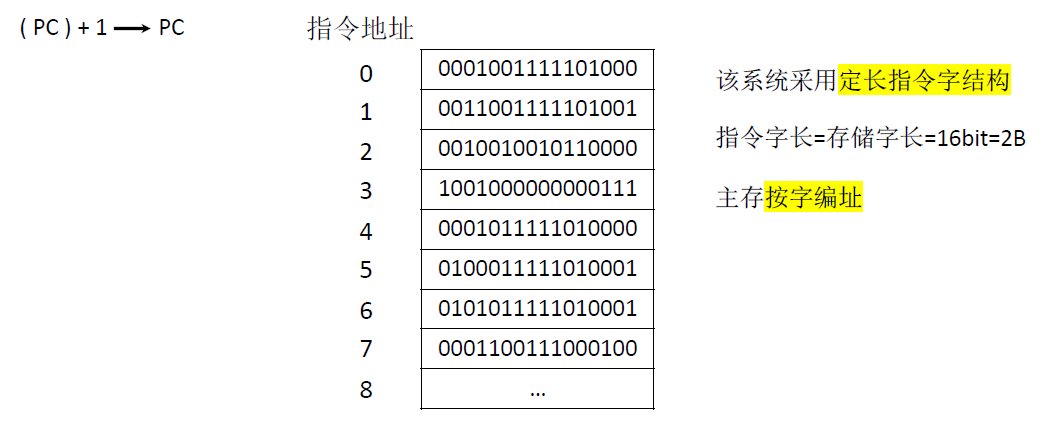 ( PC ) + 1 → PC
指令地址
0 0001001111101000
1 0011001111101001
2 0010010010110000
3 1001000000000111
4 0001011111010000
5 0100011111010001
6 0101011111010001
7 0001100111000100
8 ...
该系统采用定长指令字结构
指令字长=存储字长=16bit=2B
主存按字编址